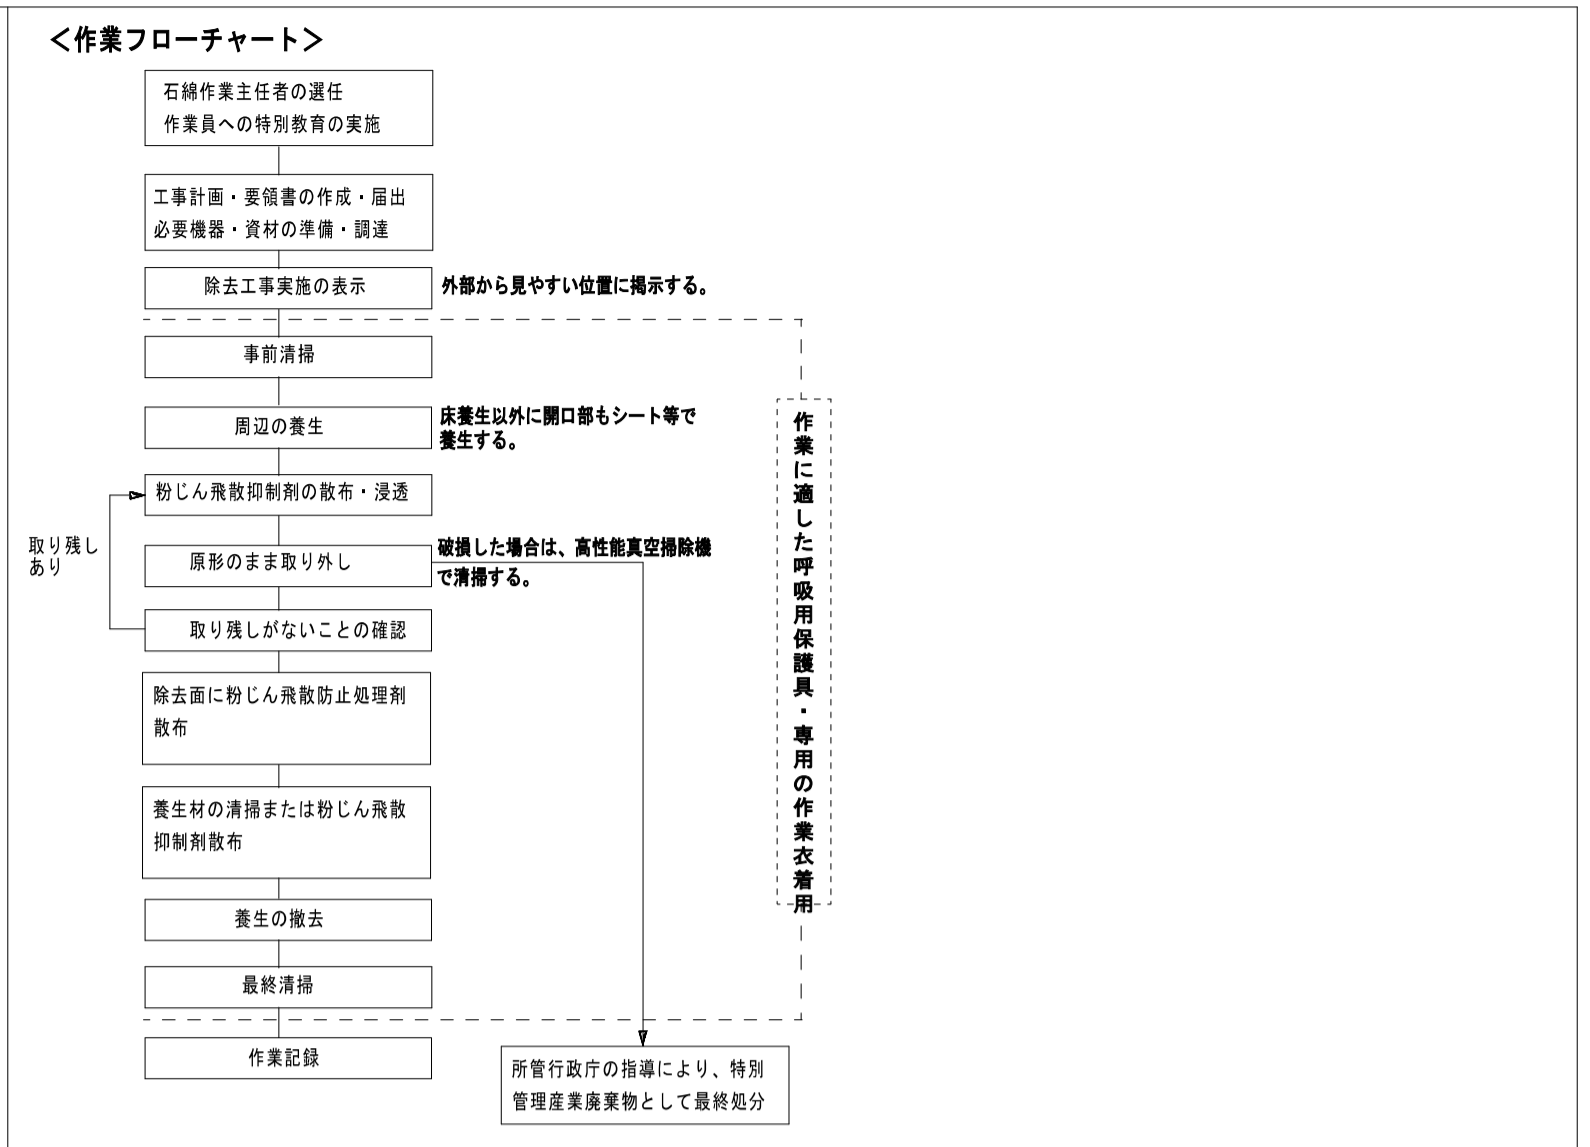 ＜作業フローチャート＞
石綿作業主任者の選任
作業員への特別教育の実施
工事計画・要領書の作成・届出
必要機器・資材の準備・調達
除去工事実施の表示
外部から見やすい位置に掲示する。
事前清掃
周辺の養生
床養生以外に開口部もシート等で
養生する。
粉じん飛散抑制剤の散布・浸透
取り残し
あり
原形のまま取り外し
破損した場合は、高性能真空掃除機
で清掃する。
取り残しがないことの確認
除去面に粉じん飛散防止処理剤
散布
養生材の清掃または粉じん飛散
抑制剤散布
養生の撤去
最終清掃
作業に適した呼吸用保護具・専用の作業衣着用
作業記録
所管行政庁の指導により、特別
管理産業廃棄物として最終処分